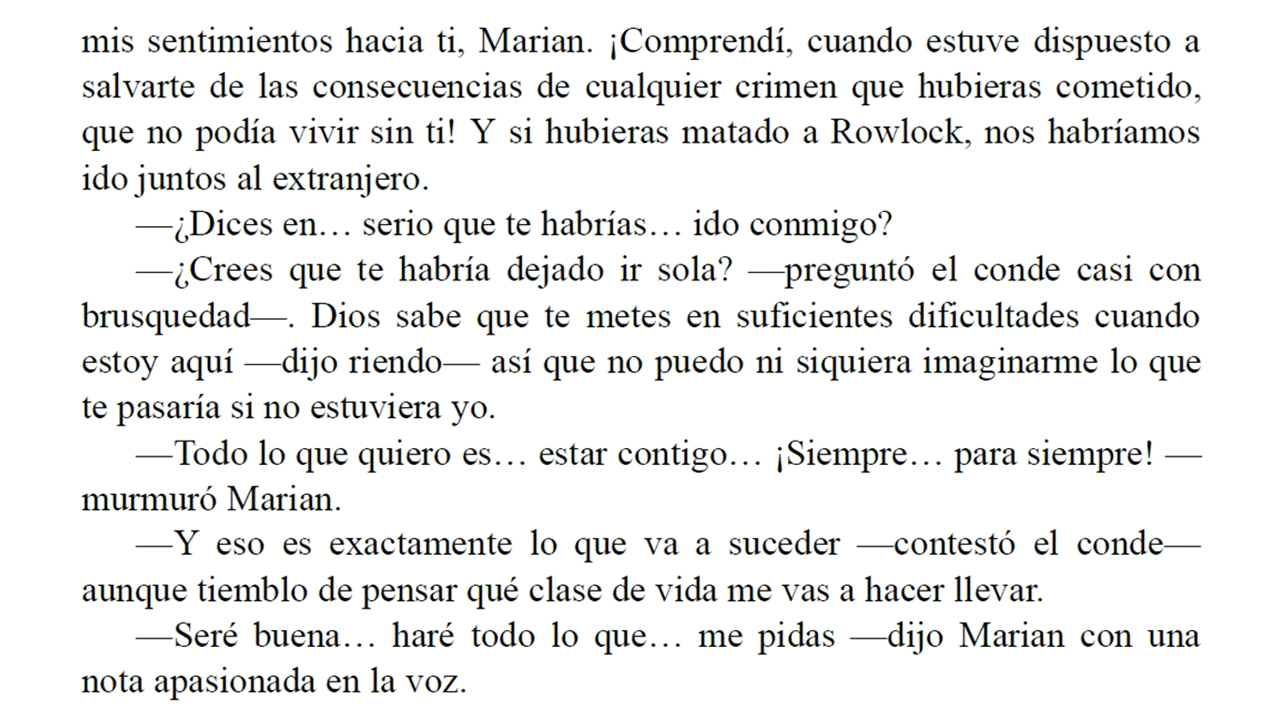 mis sentimientos hacia ti, Marian. ¡Comprendí, cuando estuve dispuesto a
salvarte de las consecuencias de cualquier crimen que hubieras cometido,
que no podía vivir sin ti! Y si hubieras matado a Rowlock, nos habríamos
ido juntos al extranjero.
—¿Dices en… serio que te habrías… ido conmigo?
—¿Crees que te habría dejado ir sola? —preguntó el conde casi con
brusquedad—. Dios sabe que te metes en suficientes dificultades cuando
estoy aquí —dijo riendo— así que no puedo ni siquiera imaginarme lo que
te pasaría si no estuviera yo.
—Todo lo que quiero es… estar contigo… ¡Siempre… para siempre! —
murmuró Marian.
—Y eso es exactamente lo que va a suceder —contestó el conde—
aunque tiemblo de pensar qué clase de vida me vas a hacer llevar.
—Seré buena… haré todo lo que… me pidas —dijo Marian con una
nota apasionada en la voz.